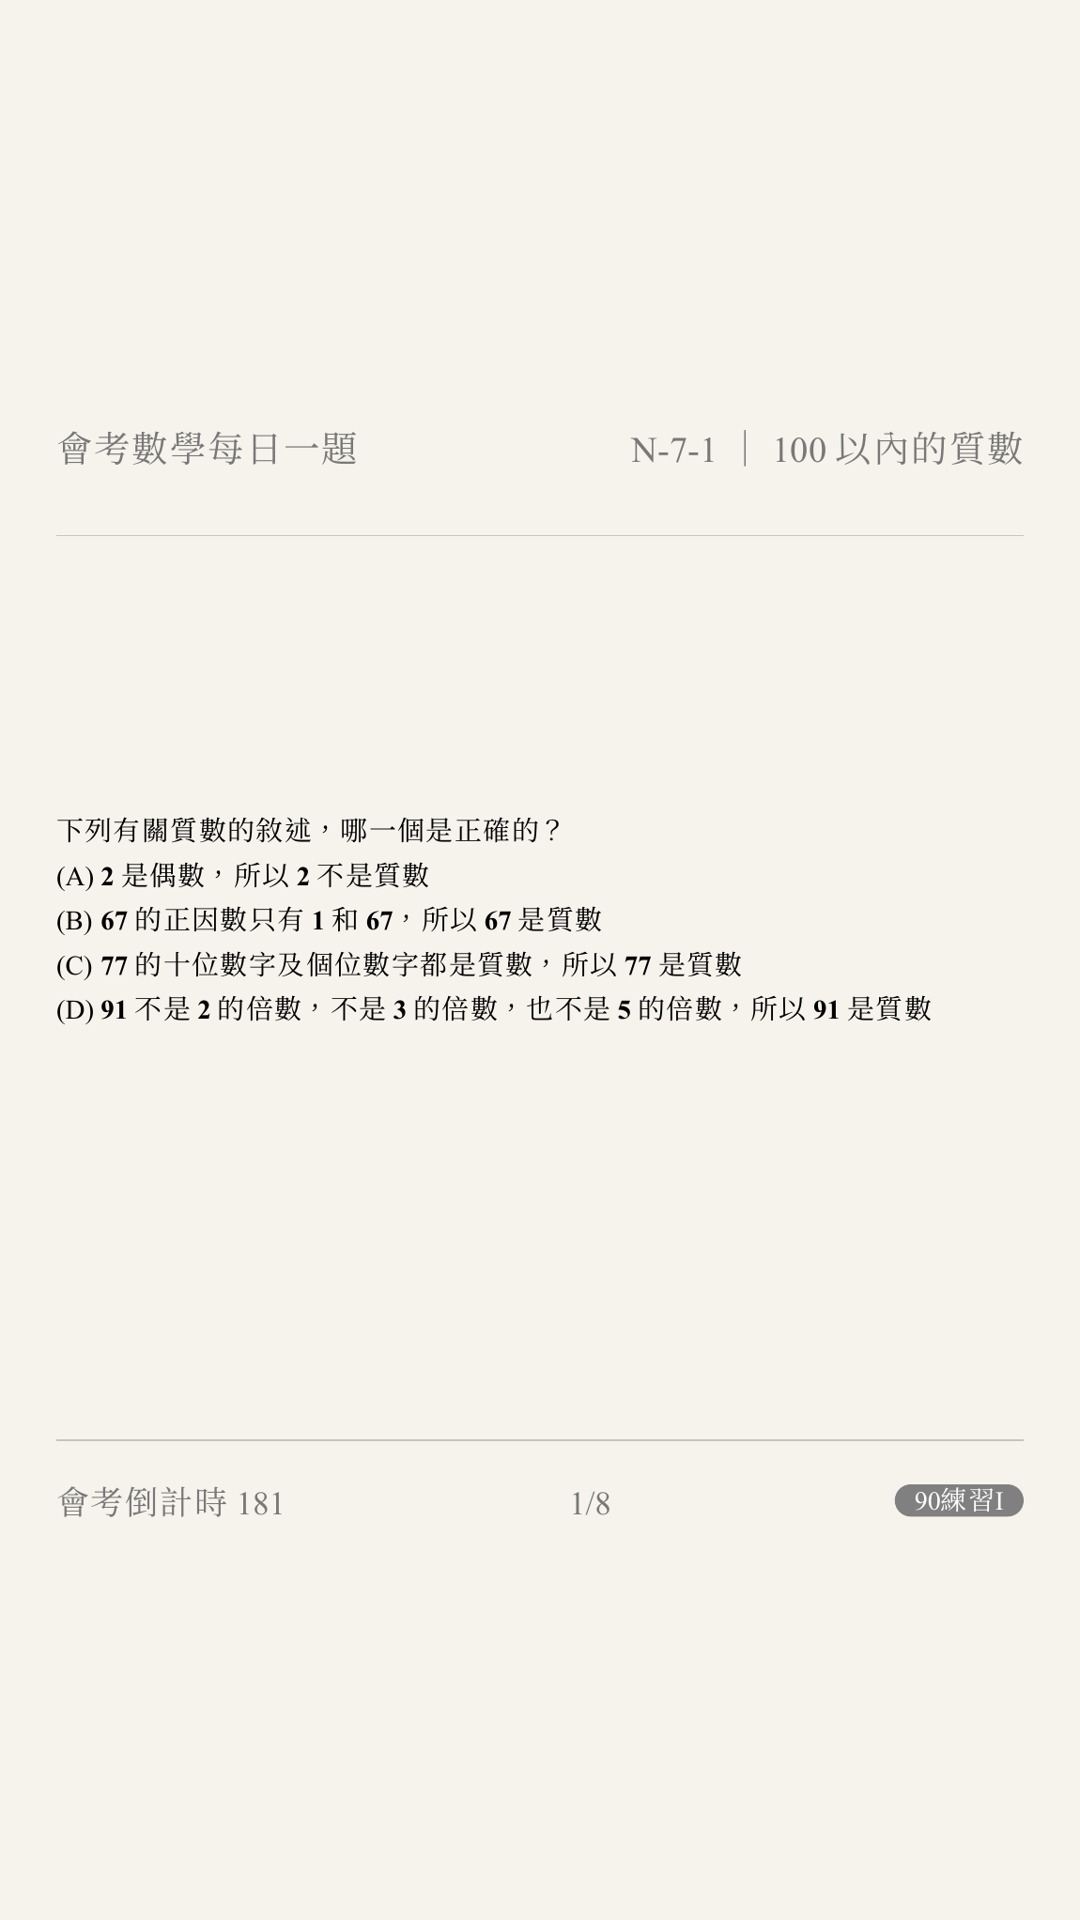 會考數學每日一題
N-7-1｜100 以內的質數
下列有關質數的敘述，哪一個是正確的？
(A) 2 是偶數，所以 2 不是質數
(B) 67 的正因數只有 1 和 67，所以 67 是質數
(C) 77 的十位數字及個位數字都是質數，所以 77 是質數
(D) 91 不是 2 的倍數，不是 3 的倍數，也不是 5 的倍數，所以 91 是質數
會考倒計時 181
1/8
90練習I